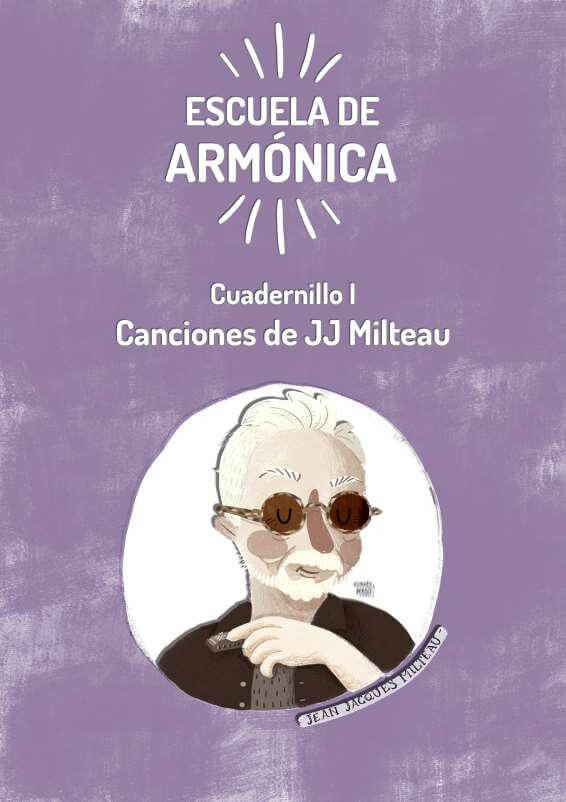 ESCUELA DE
ARMÓNICA
Cuadernillo I
Canciones de JJ Milteau
JEAN JACQUES MILTEAU